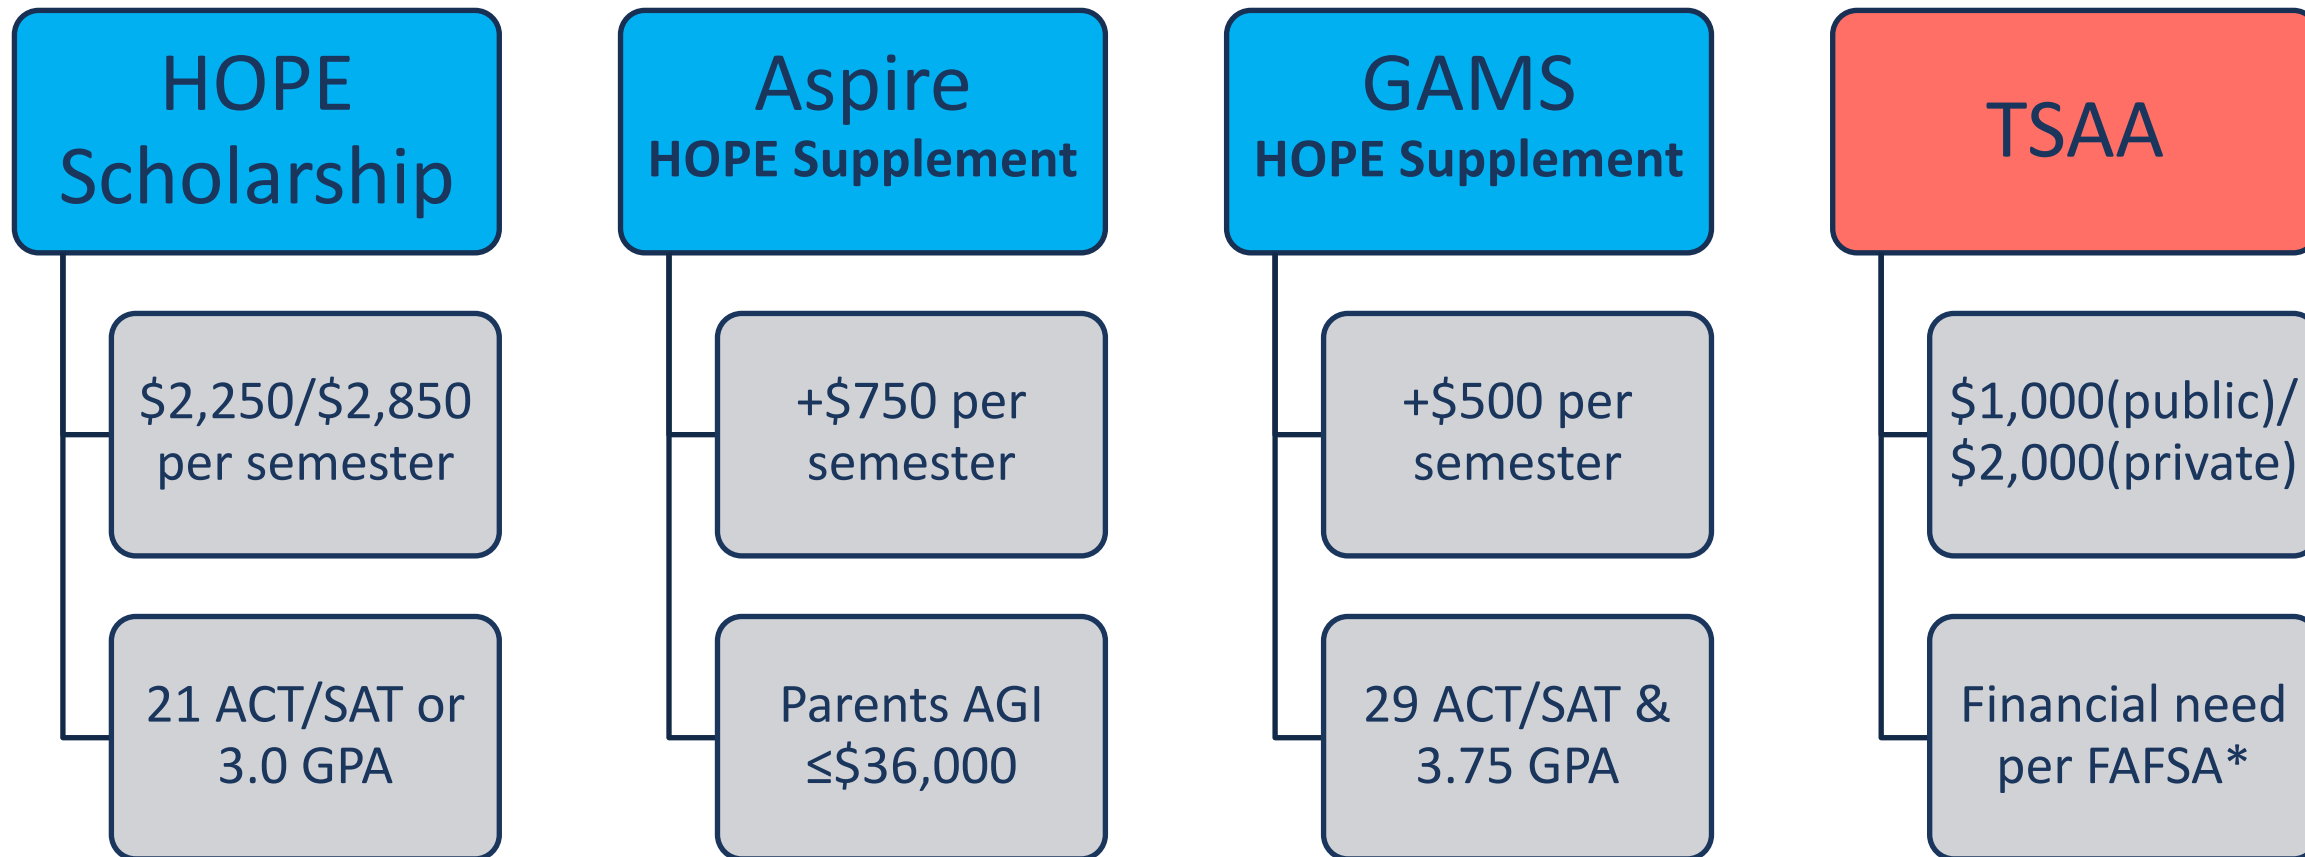 HOPE
Scholarship
$2,250/$2,850
per semester
21 ACT/SAT or
3.0 GPA
Aspire
HOPE Supplement
+$750 per
semester
Parents AGI
≤$36,000
GAMS
HOPE Supplement
+$500 per
semester
29 ACT/SAT &
3.75 GPA
TSAA
$1,000(public)/
$2,000(private)
Financial need
per FAFSA*